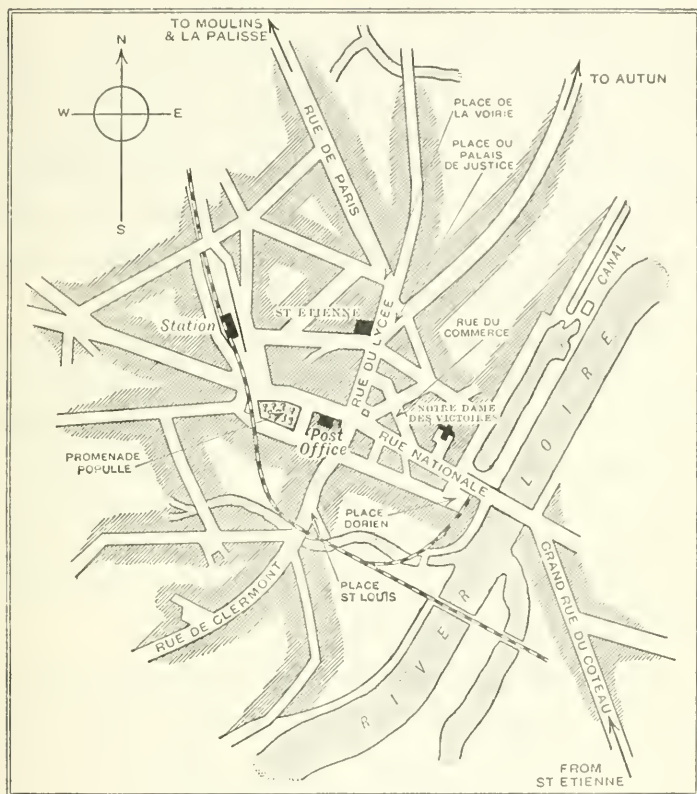 TO MOULINS
& LA PALISSE
N
W
E
S
TO AUTUN
RUE DE PARIS
PLACE DE
LA VOIRIE
PLACE OU
PALAIS
DE JUSTICE
CANAL
Station
ST ETIENNE
RUE DU LYCÉE
RUE DU
COMMERCE
LOIRE
NOTRE DAME
DES VICTOIRES
Post
Office
RUE NATIONALE
PROMENADE
POPULLE
PLACE
DORIEN
PLACE
ST LOUIS
RUE DE CLERMONT
RIVER
GRAND RUE DU COTEAU
FROM
ST ETIENNE